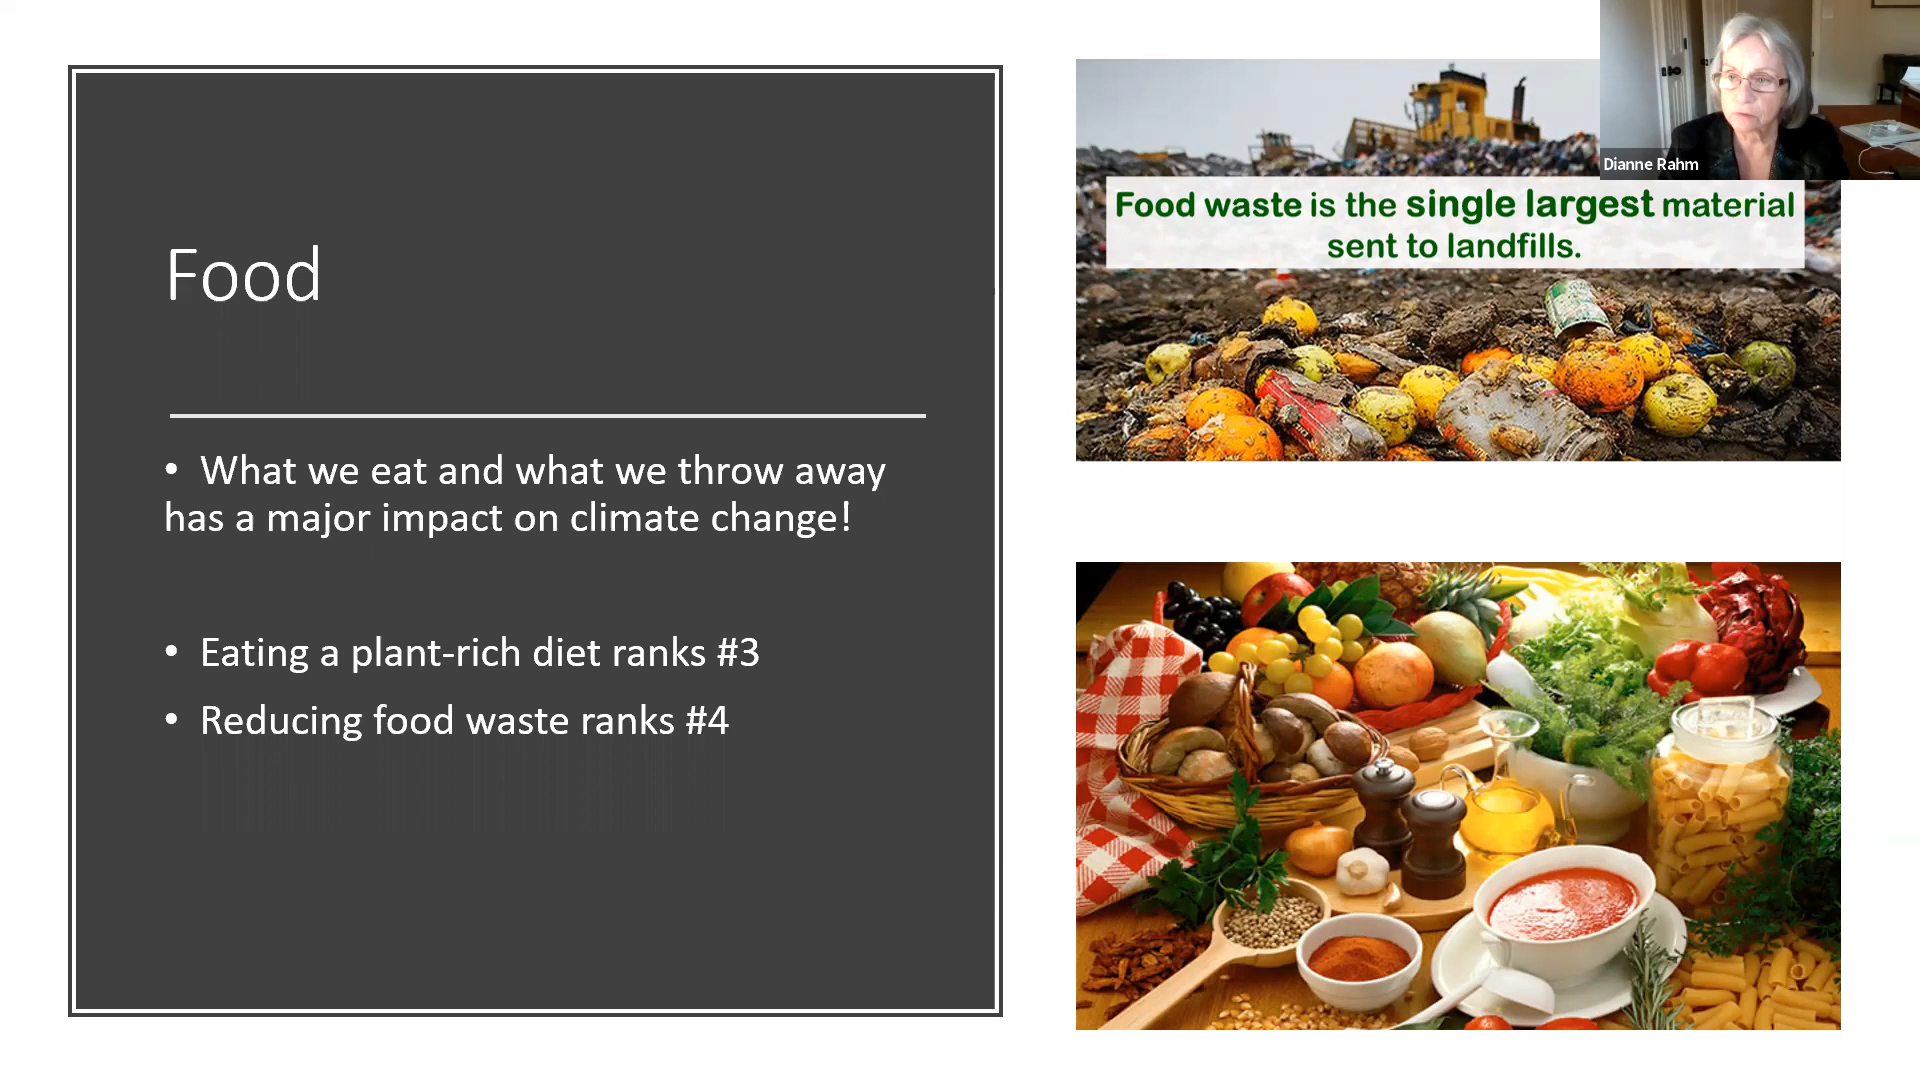 Food
• What we eat and what we throw away
has a major impact on climate change!
• Eating a plant-rich diet ranks #3
• Reducing food waste ranks #4
Food waste is the single largest material
sent to landfills.
Dianne Rahm